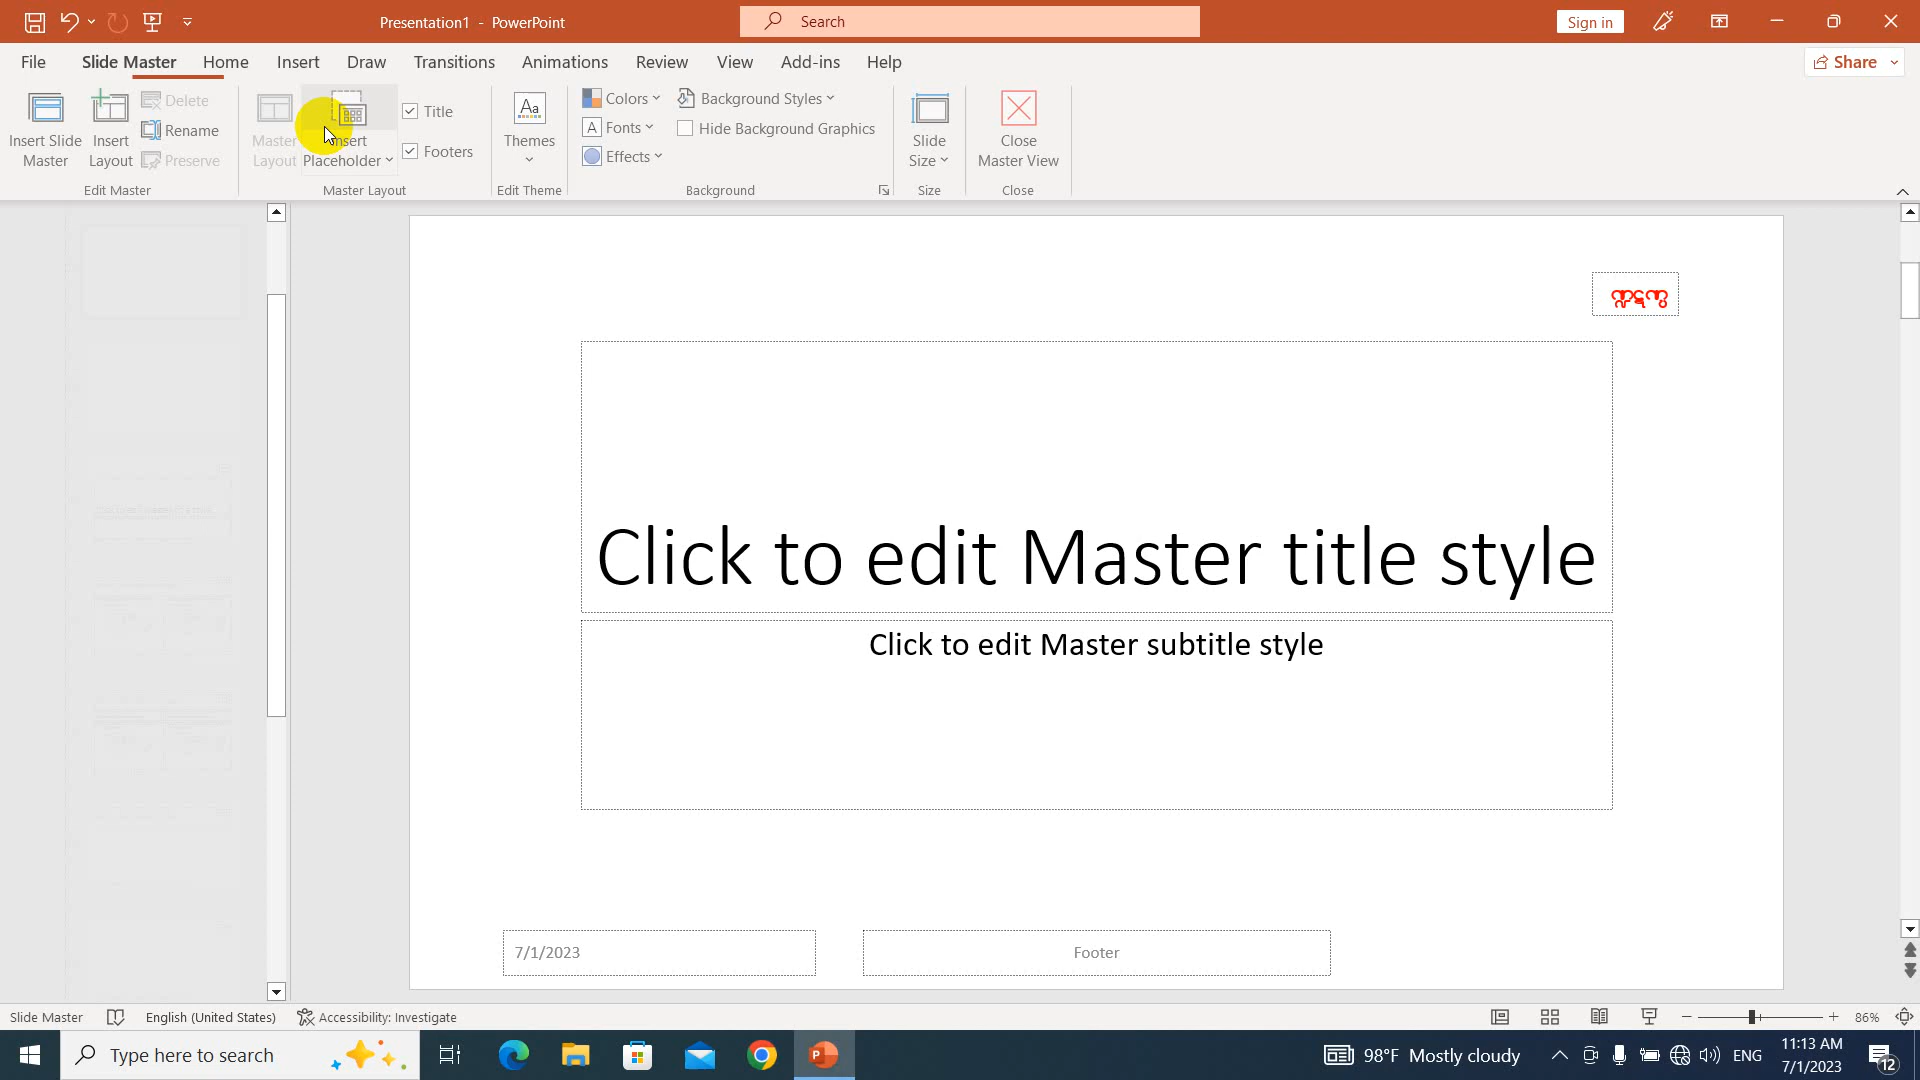 Presentation1 - PowerPoint
Search
Sign in
File Slide Master Home Insert Draw Transitions Animations Review View Add-ins Help
Share
Insert Slide Master
Insert Layout
Delete
Rename
Preserve
Edit Master
Master Layout
Insert Placeholder
Title
Footers
Master Layout
Aa
Themes
Edit Theme
Colors
Fonts
Effects
Background Styles
Hide Background Graphics
Background
Slide Size
Size
Close Master View
Close
Click to edit Master title style
Click to edit Master subtitle style
7/1/2023
Footer
Slide Master English (United States) Accessibility: Investigate
86%
Type here to search
98°F Mostly cloudy
ENG
11:13 AM
7/1/2023
12